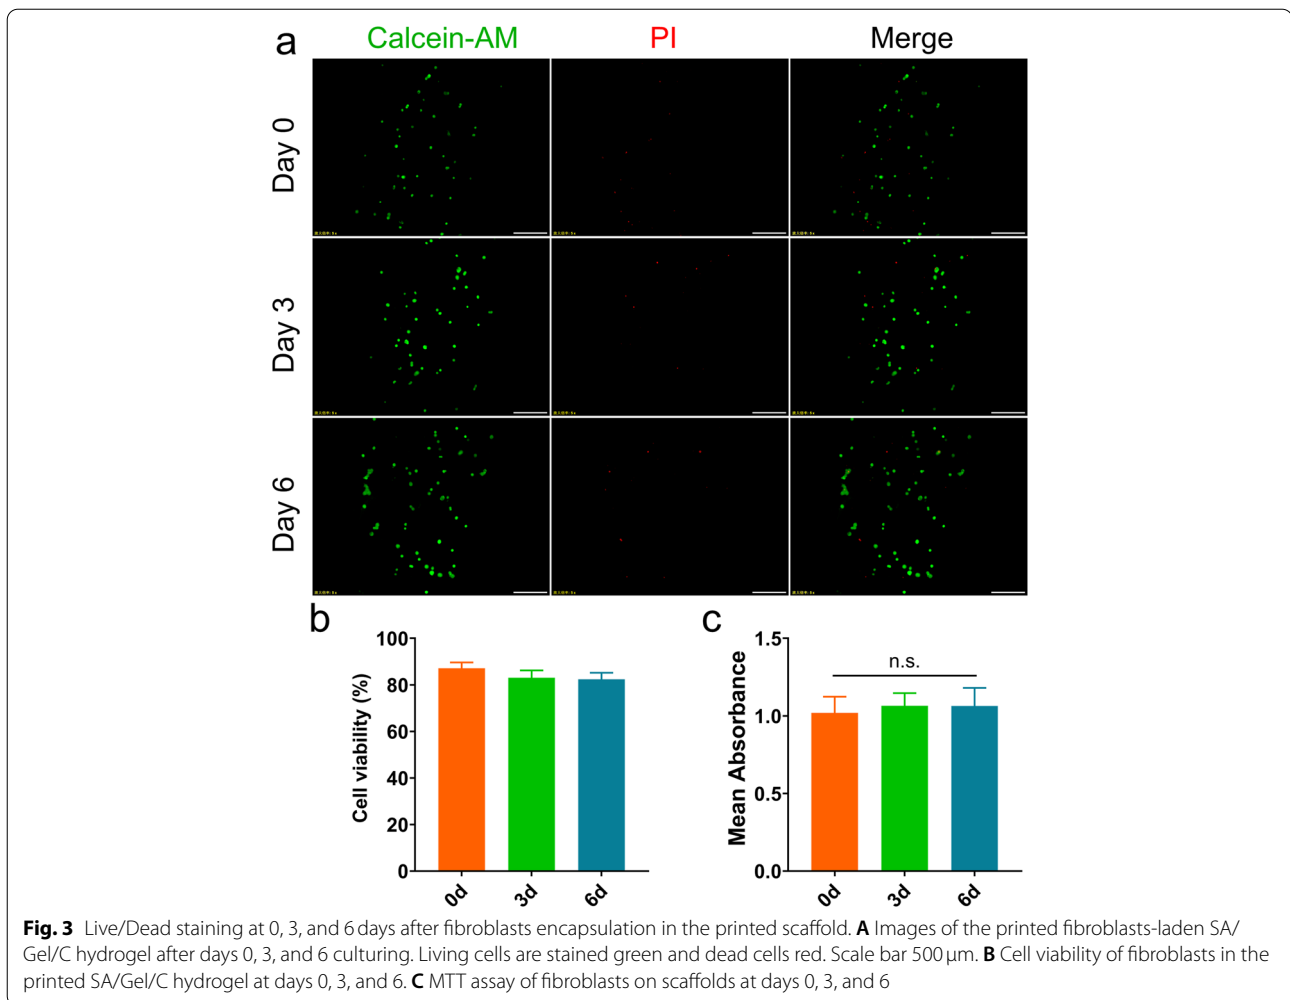 a
Calcein-AM
PI
Merge
Day 0
Day 3
Day 6
b
Cell viability (%)
100
80
60
40
20
0
0d
3d
6d
c
Mean Absorbance
1.5
1.0
0.5
0.0
n.s.
0d
3d
6d
Fig. 3 Live/Dead staining at 0, 3, and 6 days after fibroblasts encapsulation in the printed scaffold. A Images of the printed fibroblasts-laden SA/
Gel/C hydrogel after days 0, 3, and 6 culturing. Living cells are stained green and dead cells red. Scale bar 500 μm. B Cell viability of fibroblasts in the
printed SA/Gel/C hydrogel at days 0, 3, and 6. C MTT assay of fibroblasts on scaffolds at days 0, 3, and 6